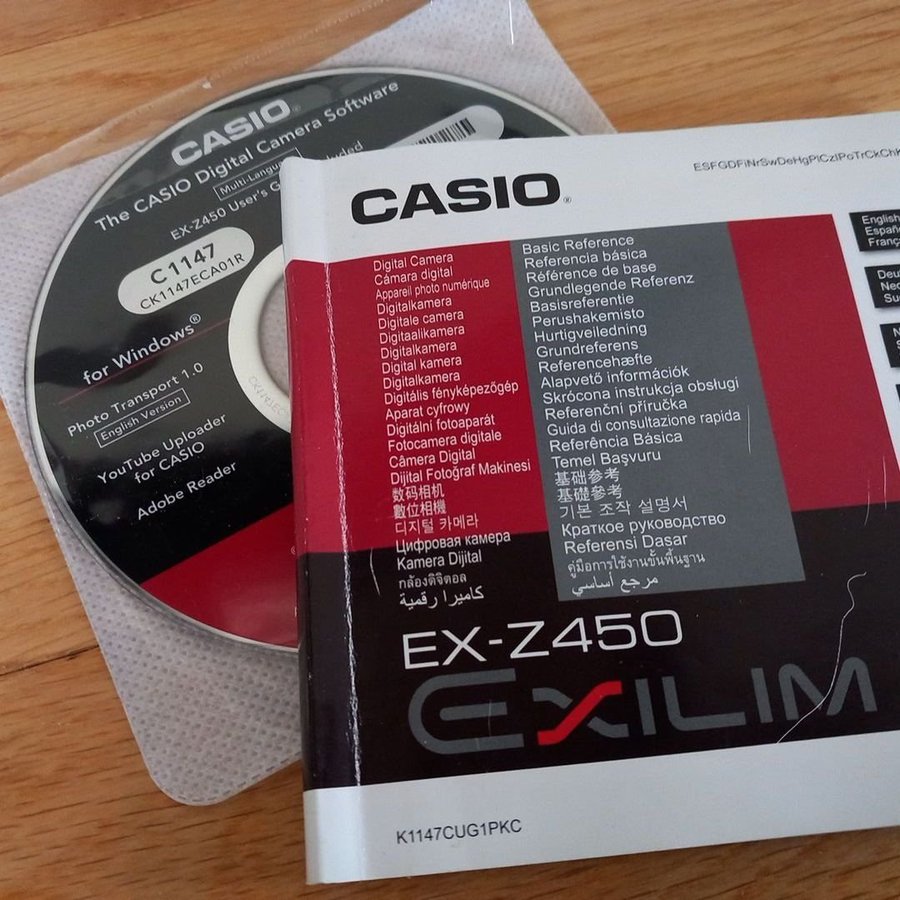 CASIO®
The CASIO Digital Camera Software
EX-Z450 User's
C1147
CK1147ECA01R
for Windows®
Photo Transport 1.0
English Version
YouTube Uploader
for CASIO
Adobe Reader
CASIO®
Digital Camera
Cámara digital
Appareil photo numérique
Digitalkamera
Digitale camera
Digitaalikamera
Digitalkamera
Digital kamera
Digitalkamera
Digitális fényképezőgép
Aparat cyfrowy
Digitální fotoaparát
Fotocamera digitale
Câmera Digital
Dijital Fotoğraf Makinesi
数码相机
數位相機
디지털 카메라
Цифровая камера
Kamera Dijital
กล้องดิจิตอล
كاميرا رقمية
Basic Reference
Referencia básica
Référence de base
Grundlegende Referenz
Basisreferentie
Perushakemisto
Hurtigveiledning
Grundreferens
Referencehæfte
Alapvető információk
Skrócona instrukcja obsługi
Referenční příručka
Guida di consultazione rapida
Referência Básica
Temel Başvuru
基础参考
基礎參考
기본 조작 설명서
Краткое руководство
Referensi Dasar
คู่มือการใช้งานขั้นพื้นฐาน
مرجع أساسي
English
EX-Z450
EXILIM
K1147CUG1PKC